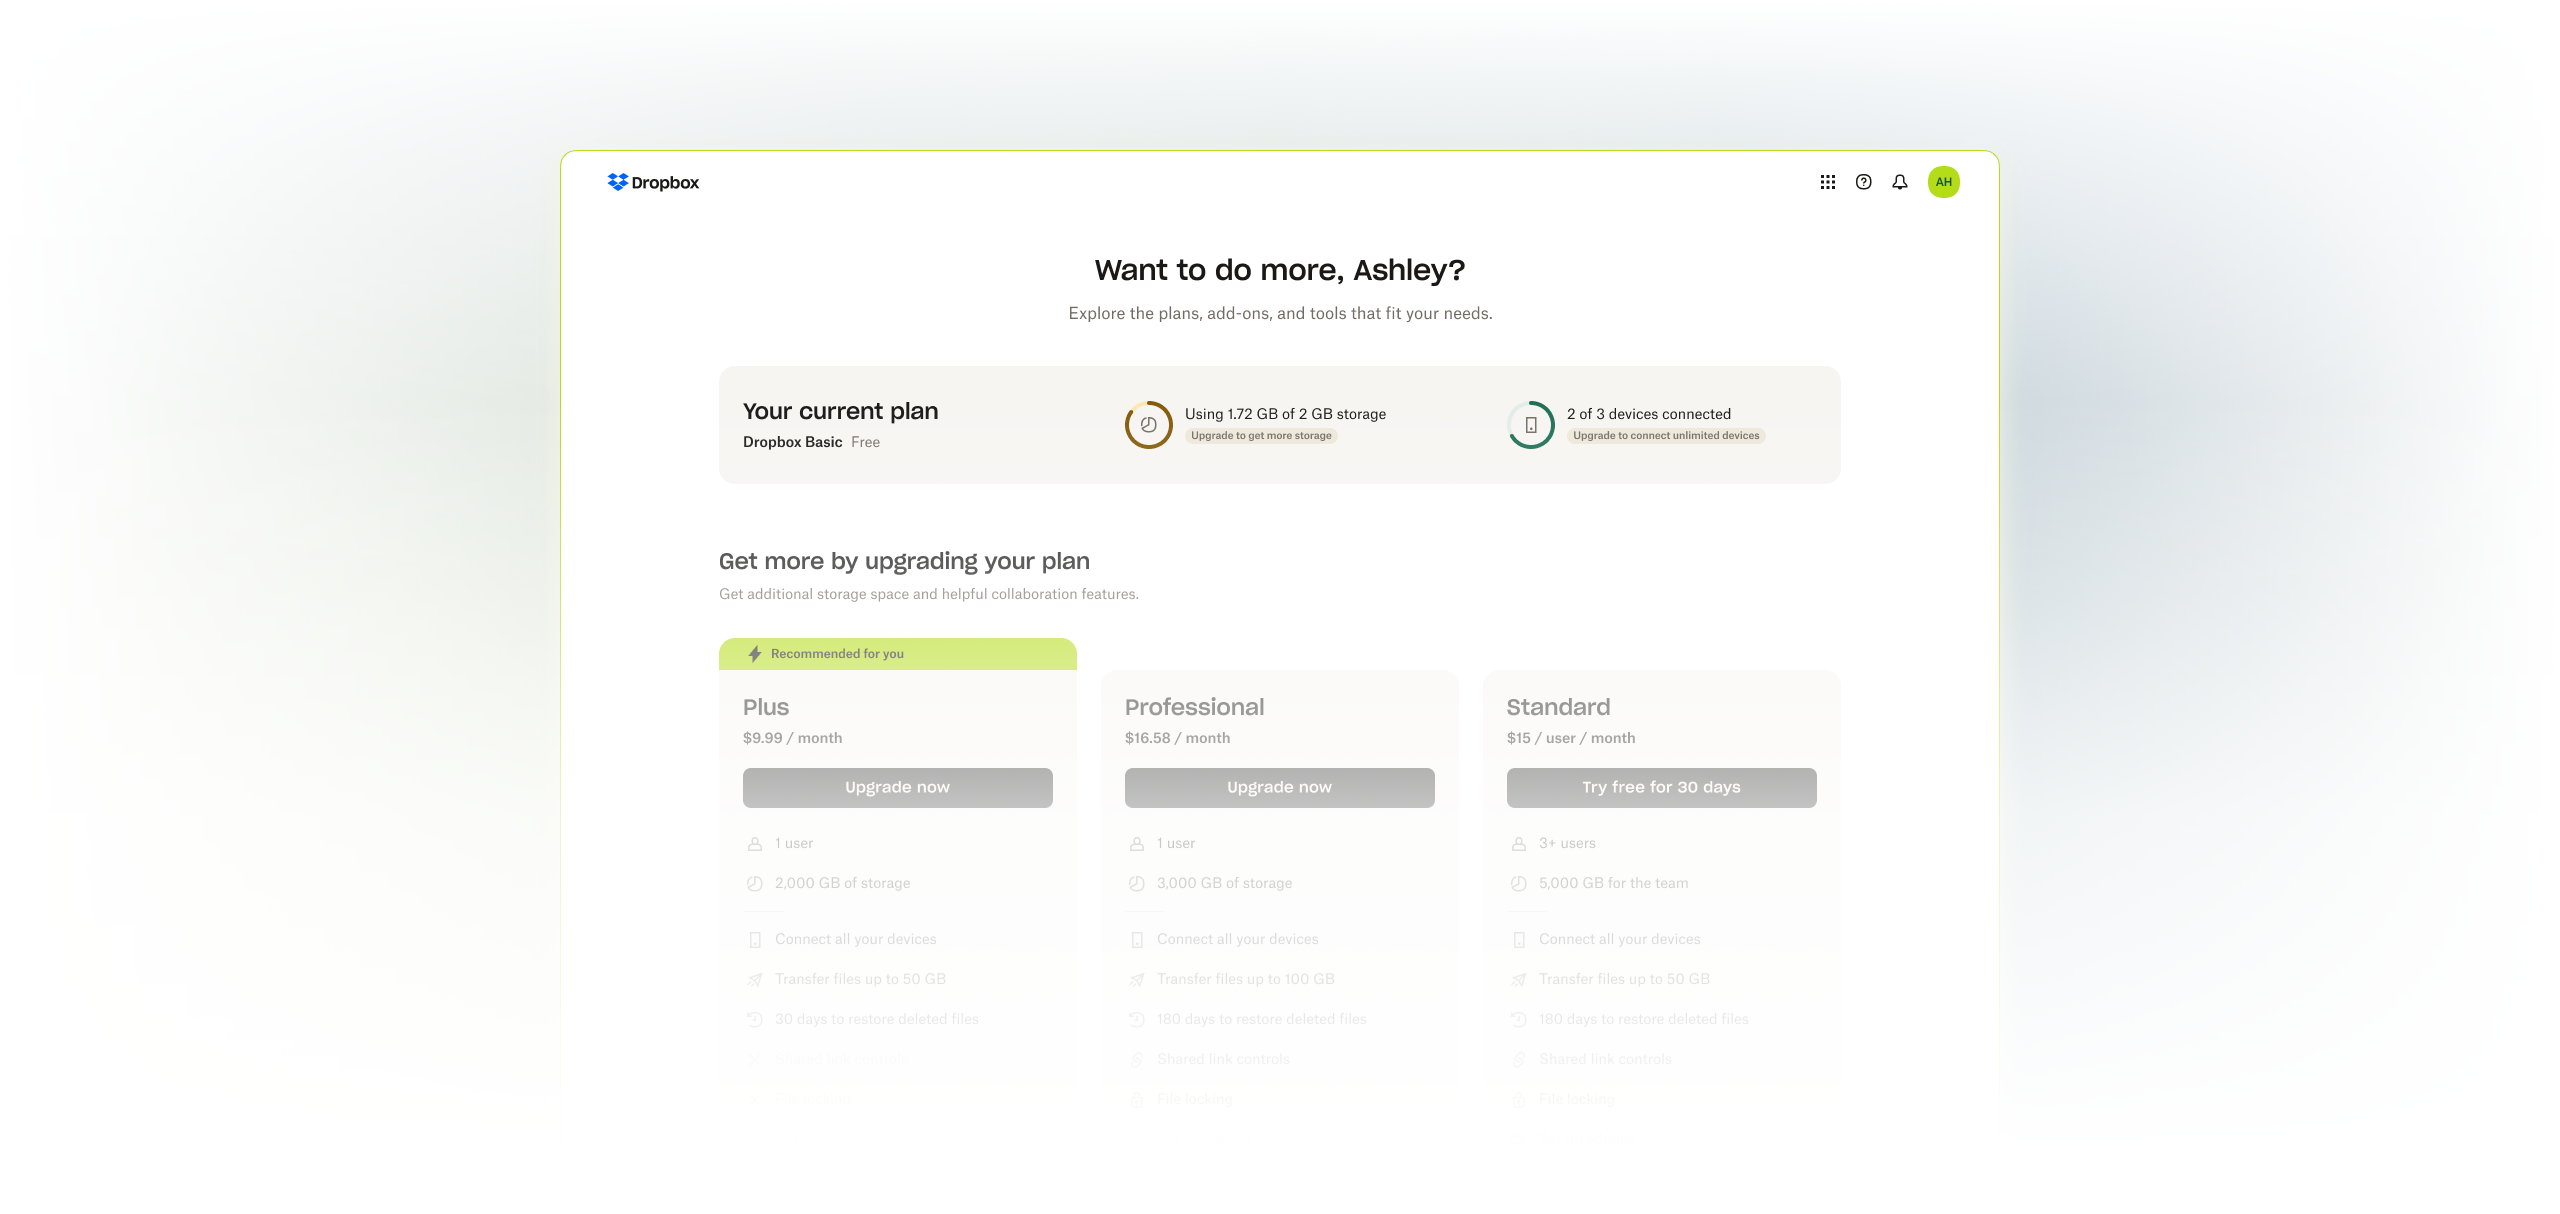 Dropbox
AH
Want to do more, Ashley?
Explore the plans, add-ons, and tools that fit your needs.
Your current plan
Dropbox Basic Free
Using 1.72 GB of 2 GB storage
Upgrade to get more storage
2 of 3 devices connected
Upgrade to connect unlimited devices
Get more by upgrading your plan
Get additional storage space and helpful collaboration features.
Recommended for you
Plus
$9.99 / month
Upgrade now
1 user
2,000 GB of storage
Connect all your devices
Transfer files up to 50 GB
30 days to restore deleted files
Shared link controls
Professional
$16.58 / month
Upgrade now
1 user
3,000 GB of storage
Connect all your devices
Transfer files up to 100 GB
180 days to restore deleted files
Shared link controls
File locking
Standard
$15 / user / month
Try free for 30 days
3+ users
5,000 GB for the team
Connect all your devices
Transfer files up to 50 GB
180 days to restore deleted files
Shared link controls
File locking